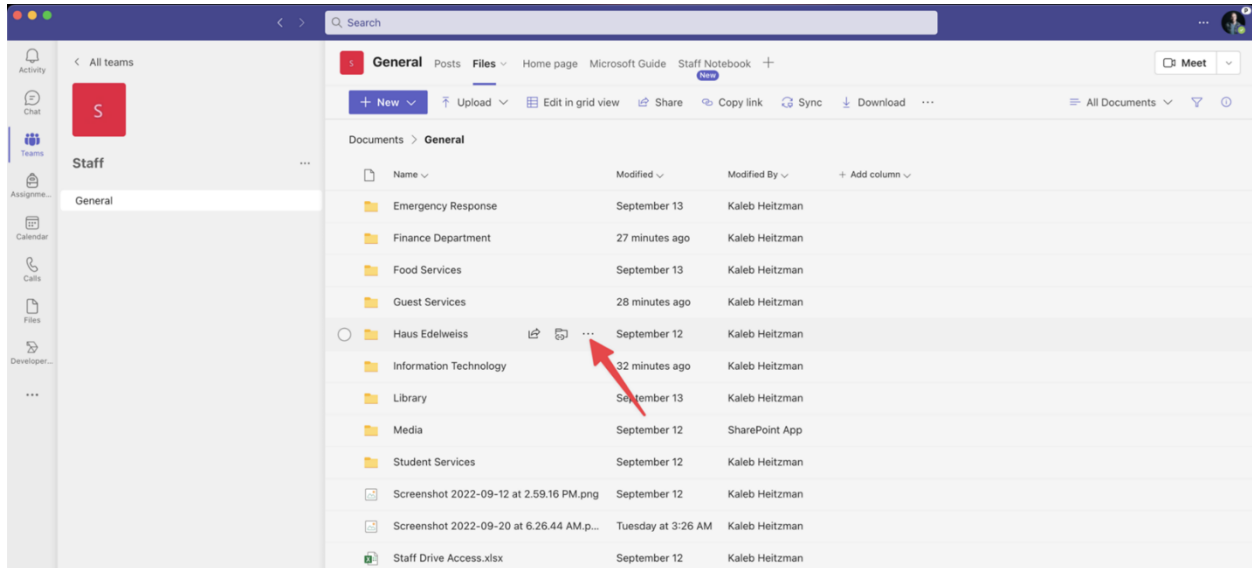 Search
Activity
Chat
Teams
Assignme...
Calendar
Calls
Files
Developer...
All teams
S
Staff
General
S General Posts Files Home page Microsoft Guide Staff Notebook
New
Meet
New Upload Edit in grid view Share Copy link Sync Download All Documents
Documents > General
Name Modified Modified By Add column
Emergency Response September 13 Kaleb Heitzman
Finance Department 27 minutes ago Kaleb Heitzman
Food Services September 13 Kaleb Heitzman
Guest Services 28 minutes ago Kaleb Heitzman
Haus Edelweiss September 12 Kaleb Heitzman
Information Technology 32 minutes ago Kaleb Heitzman
Library September 13 Kaleb Heitzman
Media September 12 SharePoint App
Student Services September 12 Kaleb Heitzman
Screenshot 2022-09-12 at 2.59.16 PM.png September 12 Kaleb Heitzman
Screenshot 2022-09-20 at 6.26.44 AM.p... Tuesday at 3:26 AM Kaleb Heitzman
Staff Drive Access.xlsx September 12 Kaleb Heitzman